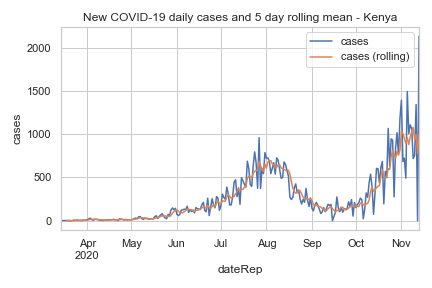 New COVID-19 daily cases and 5 day rolling mean - Kenya
cases
cases (rolling)
2000
1500
1000
500
0
cases
Apr May Jun Jul Aug Sep Oct Nov
2020
dateRep